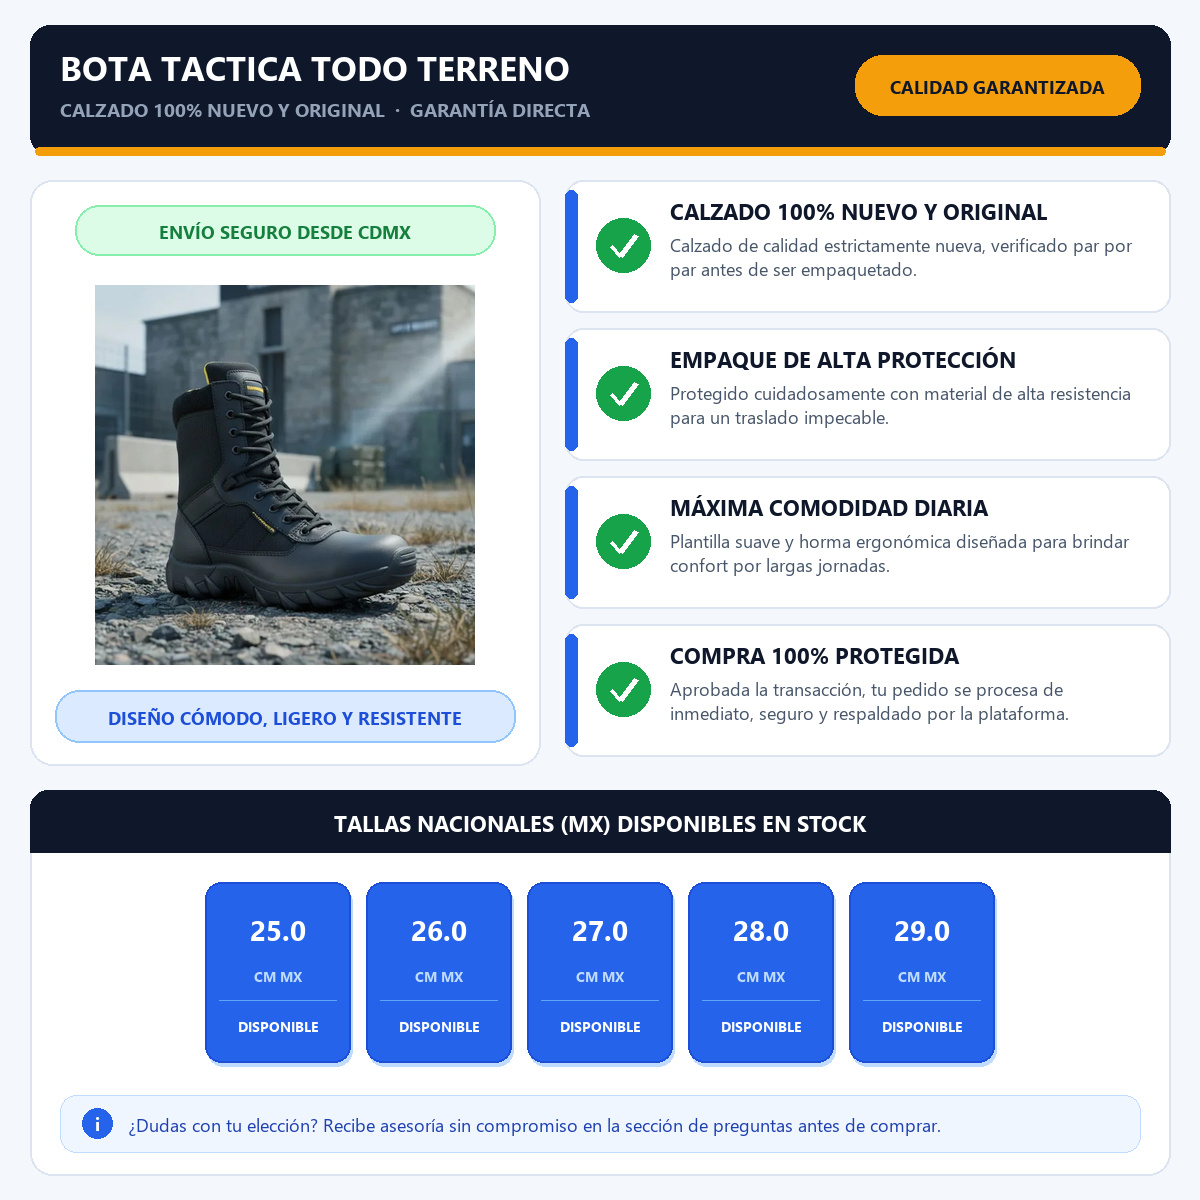 BOTA TACTICA TODO TERRENO
CALZADO 100% NUEVO Y ORIGINAL · GARANTÍA DIRECTA
CALIDAD GARANTIZADA
ENVÍO SEGURO DESDE CDMX
DISEÑO CÓMODO, LIGERO Y RESISTENTE
CALZADO 100% NUEVO Y ORIGINAL
Calzado de calidad estrictamente nueva, verificado par por
par antes de ser empaquetado.
EMPAQUE DE ALTA PROTECCIÓN
Protegido cuidadosamente con material de alta resistencia
para un traslado impecable.
MÁXIMA COMODIDAD DIARIA
Plantilla suave y horma ergonómica diseñada para brindar
confort por largas jornadas.
COMPRA 100% PROTEGIDA
Aprobada la transacción, tu pedido se procesa de
inmediato, seguro y respaldado por la plataforma.
TALLAS NACIONALES (MX) DISPONIBLES EN STOCK
25.0
CM MX
DISPONIBLE
26.0
CM MX
DISPONIBLE
27.0
CM MX
DISPONIBLE
28.0
CM MX
DISPONIBLE
29.0
CM MX
DISPONIBLE
i
¿Dudas con tu elección? Recibe asesoría sin compromiso en la sección de preguntas antes de comprar.